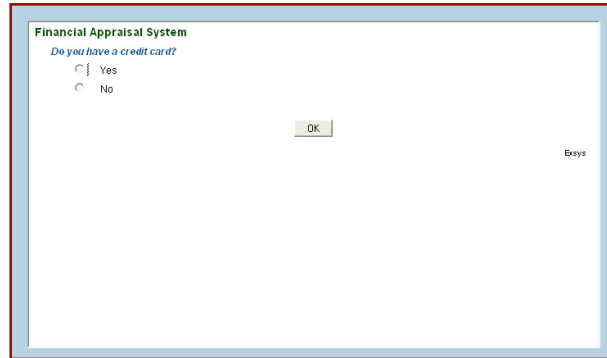 Financial Appraisal System
Do you have a credit card?
Yes
No
OK
Exsys